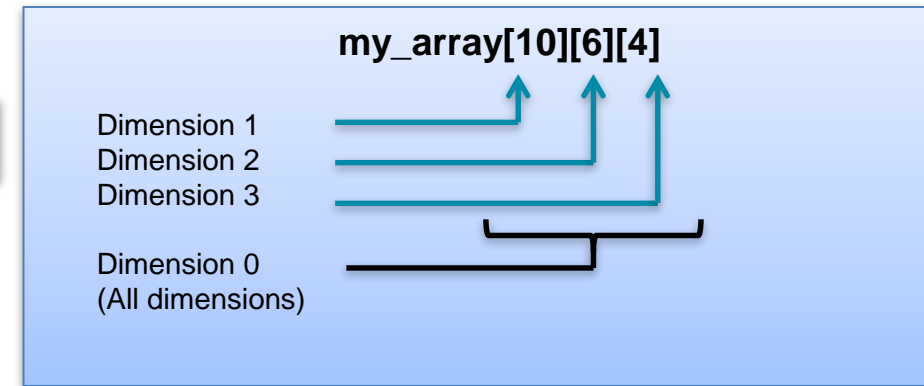 my_array[10][6][4]
Dimension 1
Dimension 2
Dimension 3
Dimension 0
(All dimensions)